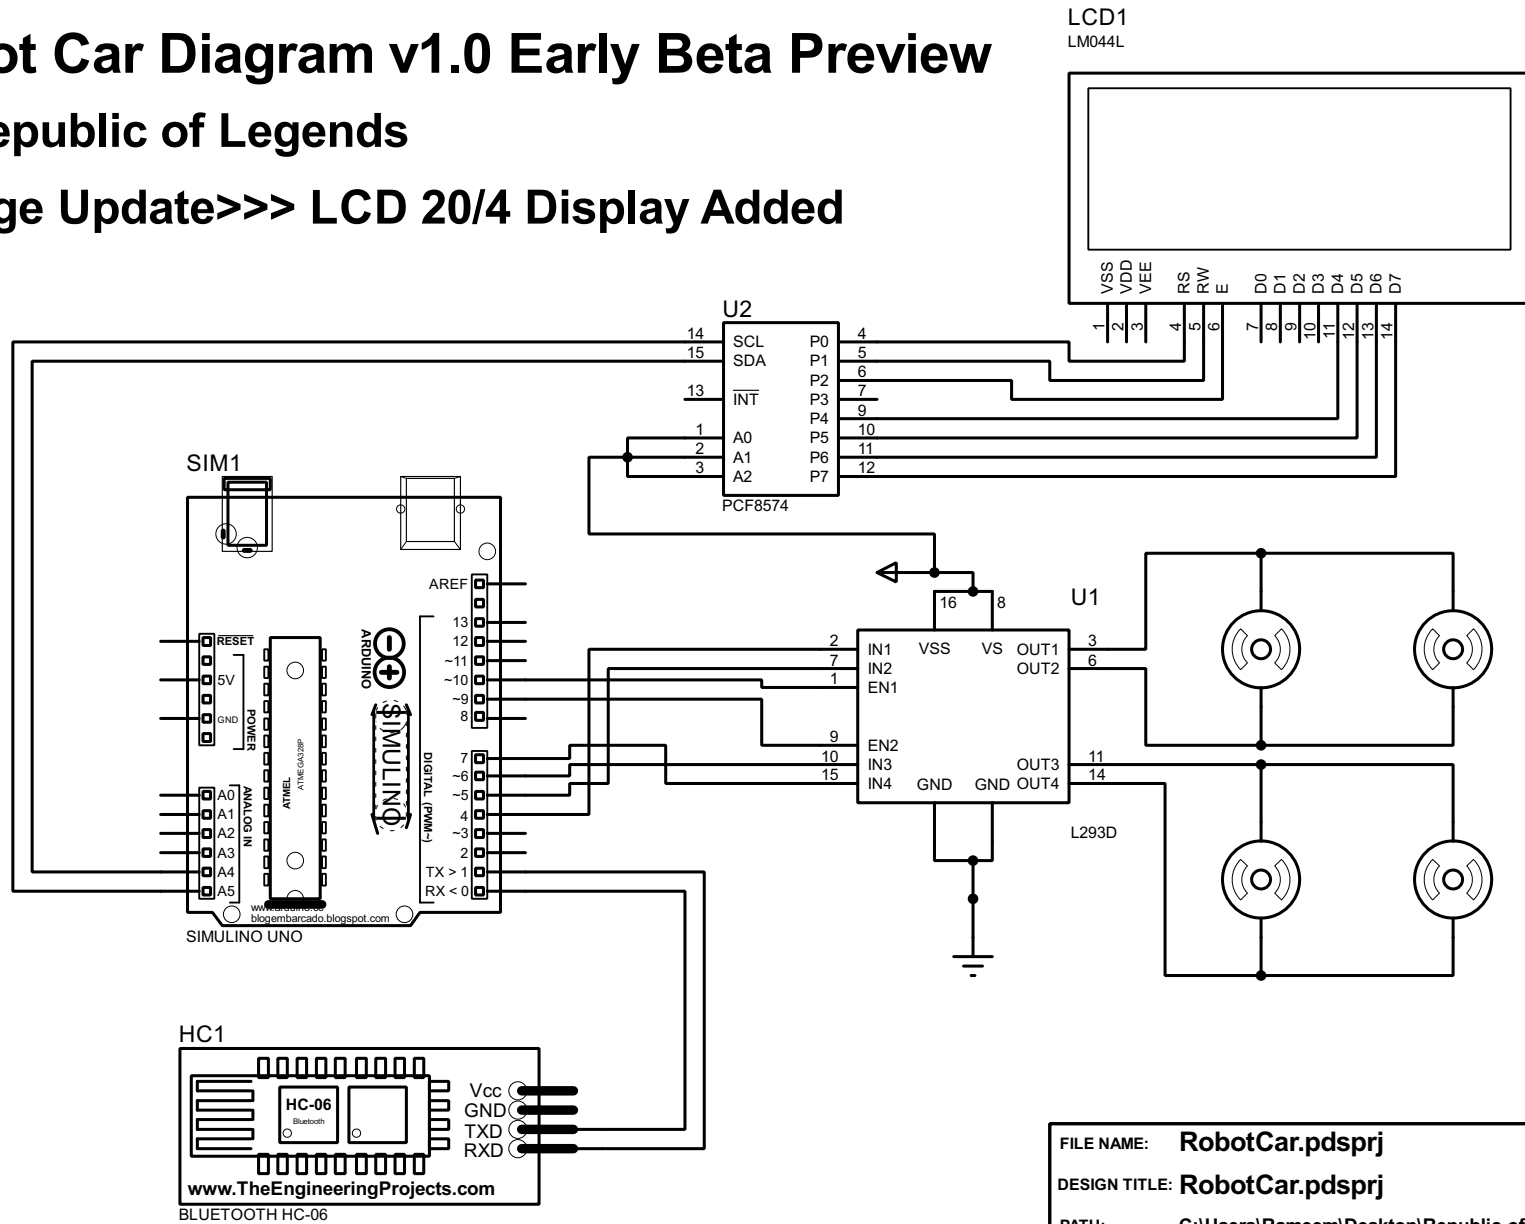 ot Car Diagram v1.0 Early Beta Preview
epublic of Legends
ge Update>>> LCD 20/4 Display Added
LCD1
LM044L
VSS VDD VEE RS RW E D0 D1 D2 D3 D4 D5 D6 D7
1 2 3 4 5 6 7 8 9 10 11 12 13 14
U2
14 SCL P0 4
15 SDA P1 5
P2 6
13 INT P3 7
P4 9
1 A0 P5 10
2 A1 P6 11
3 A2 P7 12
PCF8574
SIM1
AREF
13
12
~11
~10
~9
8
7
~6
~5
4
~3
2
TX > 1
RX < 0
DIGITAL (PWM~)
ARDUINO
SIMULINO
RESET
5V
GND
POWER
A0
A1
A2
A3
A4
A5
ANALOG IN
ATMEL
ATMEGA328P
blogembarcado.blogspot.com
SIMULINO UNO
U1
16 8
VSS VS
2 IN1 OUT1 3
7 IN2 OUT2 6
1 EN1
9 EN2
10 IN3 OUT3 11
15 IN4 GND GND OUT4 14
L293D
HC1
HC-06
Bluetooth
Vcc
GND
TXD
RXD
www.TheEngineeringProjects.com
BLUETOOTH HC-06
FILE NAME: RobotCar.pdsprj
DESIGN TITLE: RobotCar.pdsprj